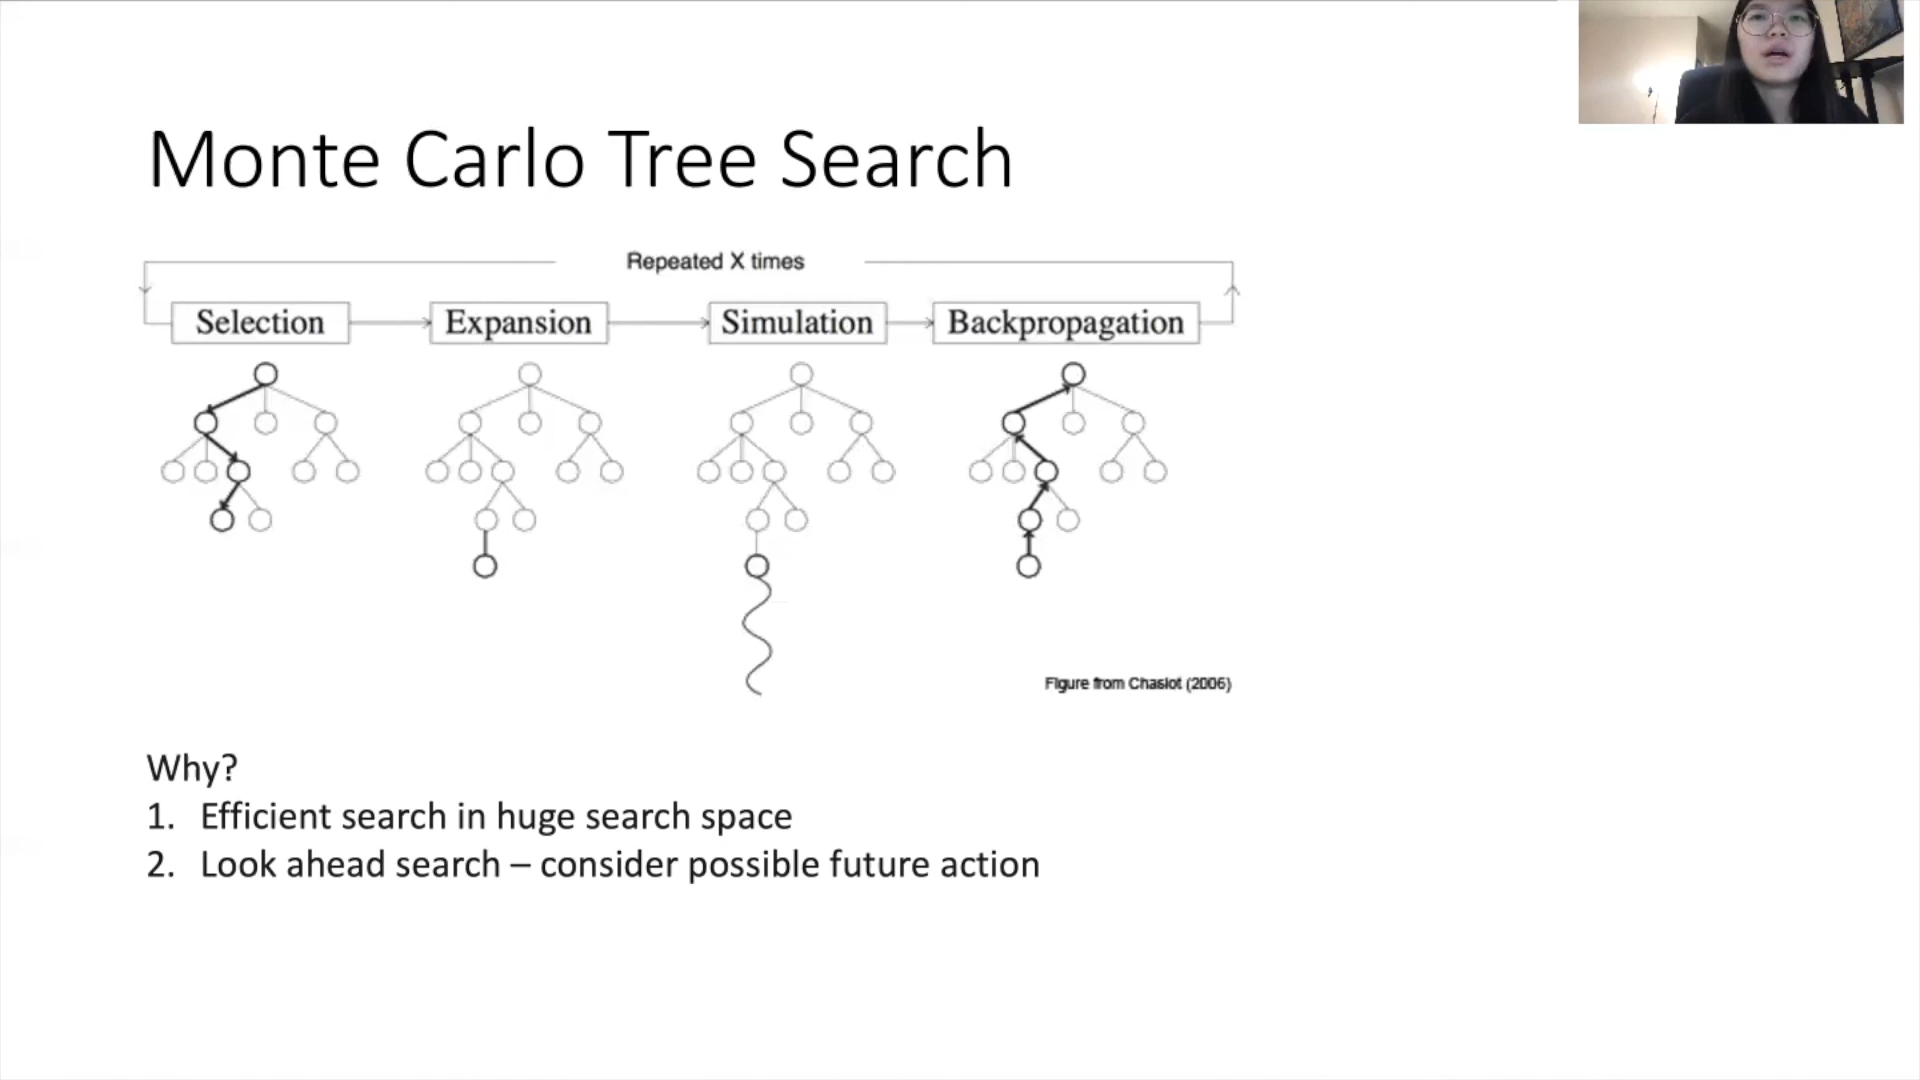 Monte Carlo Tree Search
Repeated X times
Selection
Expansion
Simulation
Backpropagation
Figure from Chaslot (2006)
Why?
1. Efficient search in huge search space
2. Look ahead search – consider possible future action